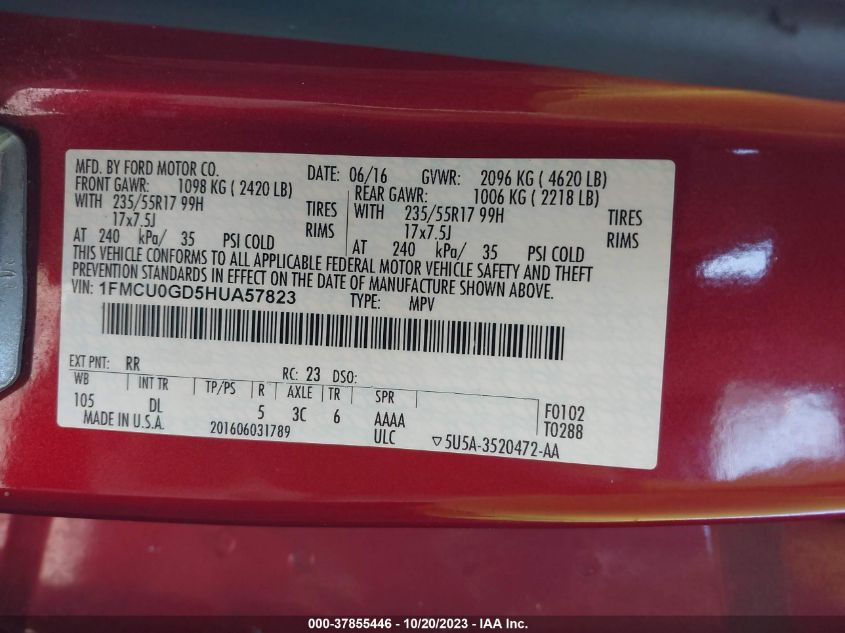 MFD. BY FORD MOTOR CO.
DATE: 06/16
GVWR: 2096 KG ( 4620 LB)
FRONT GAWR: 1098 KG ( 2420 LB)
REAR GAWR: 1006 KG ( 2218 LB)
WITH 235/55R17 99H TIRES
WITH 235/55R17 99H TIRES
17x7.5J RIMS
17x7.5J RIMS
AT 240 kPa/ 35 PSI COLD
AT 240 kPa/ 35 PSI COLD
THIS VEHICLE CONFORMS TO ALL APPLICABLE FEDERAL MOTOR VEHICLE SAFETY AND THEFT
PREVENTION STANDARDS IN EFFECT ON THE DATE OF MANUFACTURE SHOWN ABOVE.
VIN: 1FMCU0GD5HUA57823
TYPE: MPV
EXT PNT: RR
RC: 23 DSO:
WB INT TR TP/PS R AXLE TR SPR
105 DL 5 3C 6 AAAA F0102
MADE IN U.S.A. 201606031789 ULC T0288
▽5U5A-3520472-AA
000-37855446 - 10/20/2023 - IAA Inc.